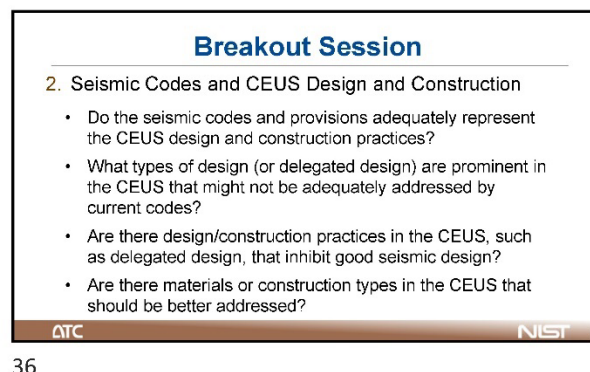 Breakout Session
2. Seismic Codes and CEUS Design and Construction
• Do the seismic codes and provisions adequately represent
the CEUS design and construction practices?
• What types of design (or delegated design) are prominent in
the CEUS that might not be adequately addressed by
current codes?
• Are there design/construction practices in the CEUS, such
as delegated design, that inhibit good seismic design?
• Are there materials or construction types in the CEUS that
should be better addressed?
ATC NIST
36